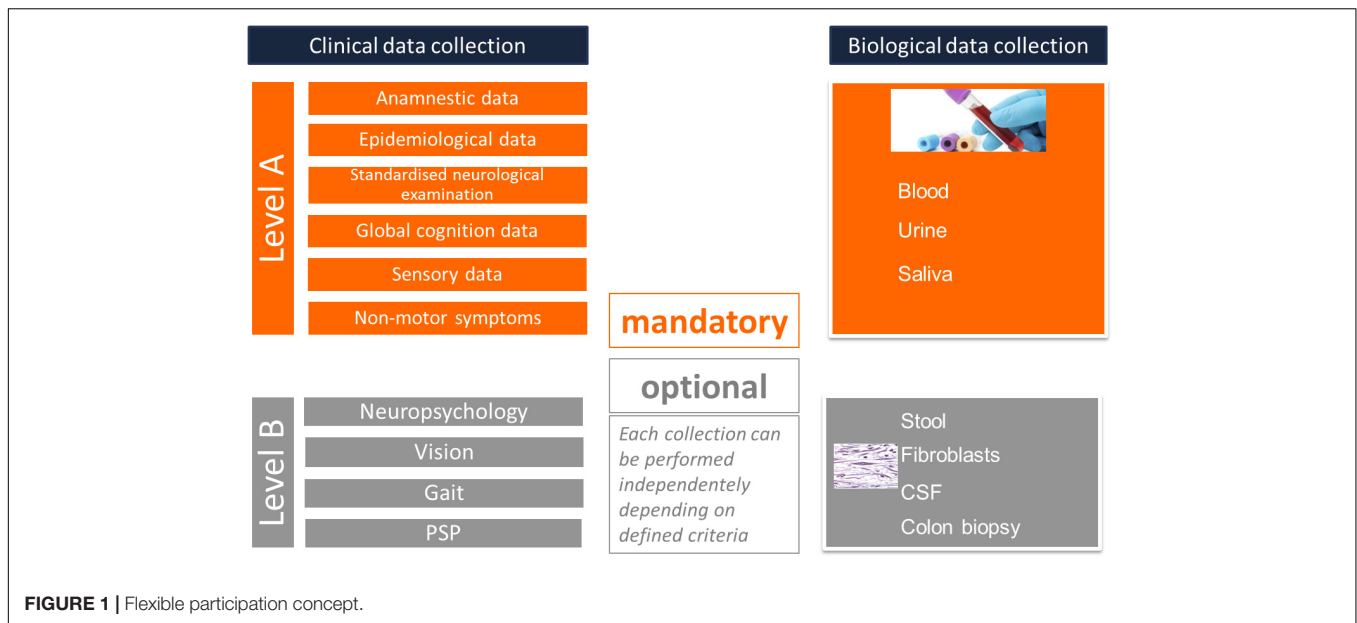 Clinical data collection
Biological data collection
Level A
Anamnestic data
Epidemiological data
Standardised neurological
examination
Global cognition data
Sensory data
Non-motor symptoms
Blood
Urine
Saliva
mandatory
optional
Each collection can
be performed
independentely
depending on
defined criteria
Level B
Neuropsychology
Vision
Gait
PSP
Stool
Fibroblasts
CSF
Colon biopsy
FIGURE 1 | Flexible participation concept.